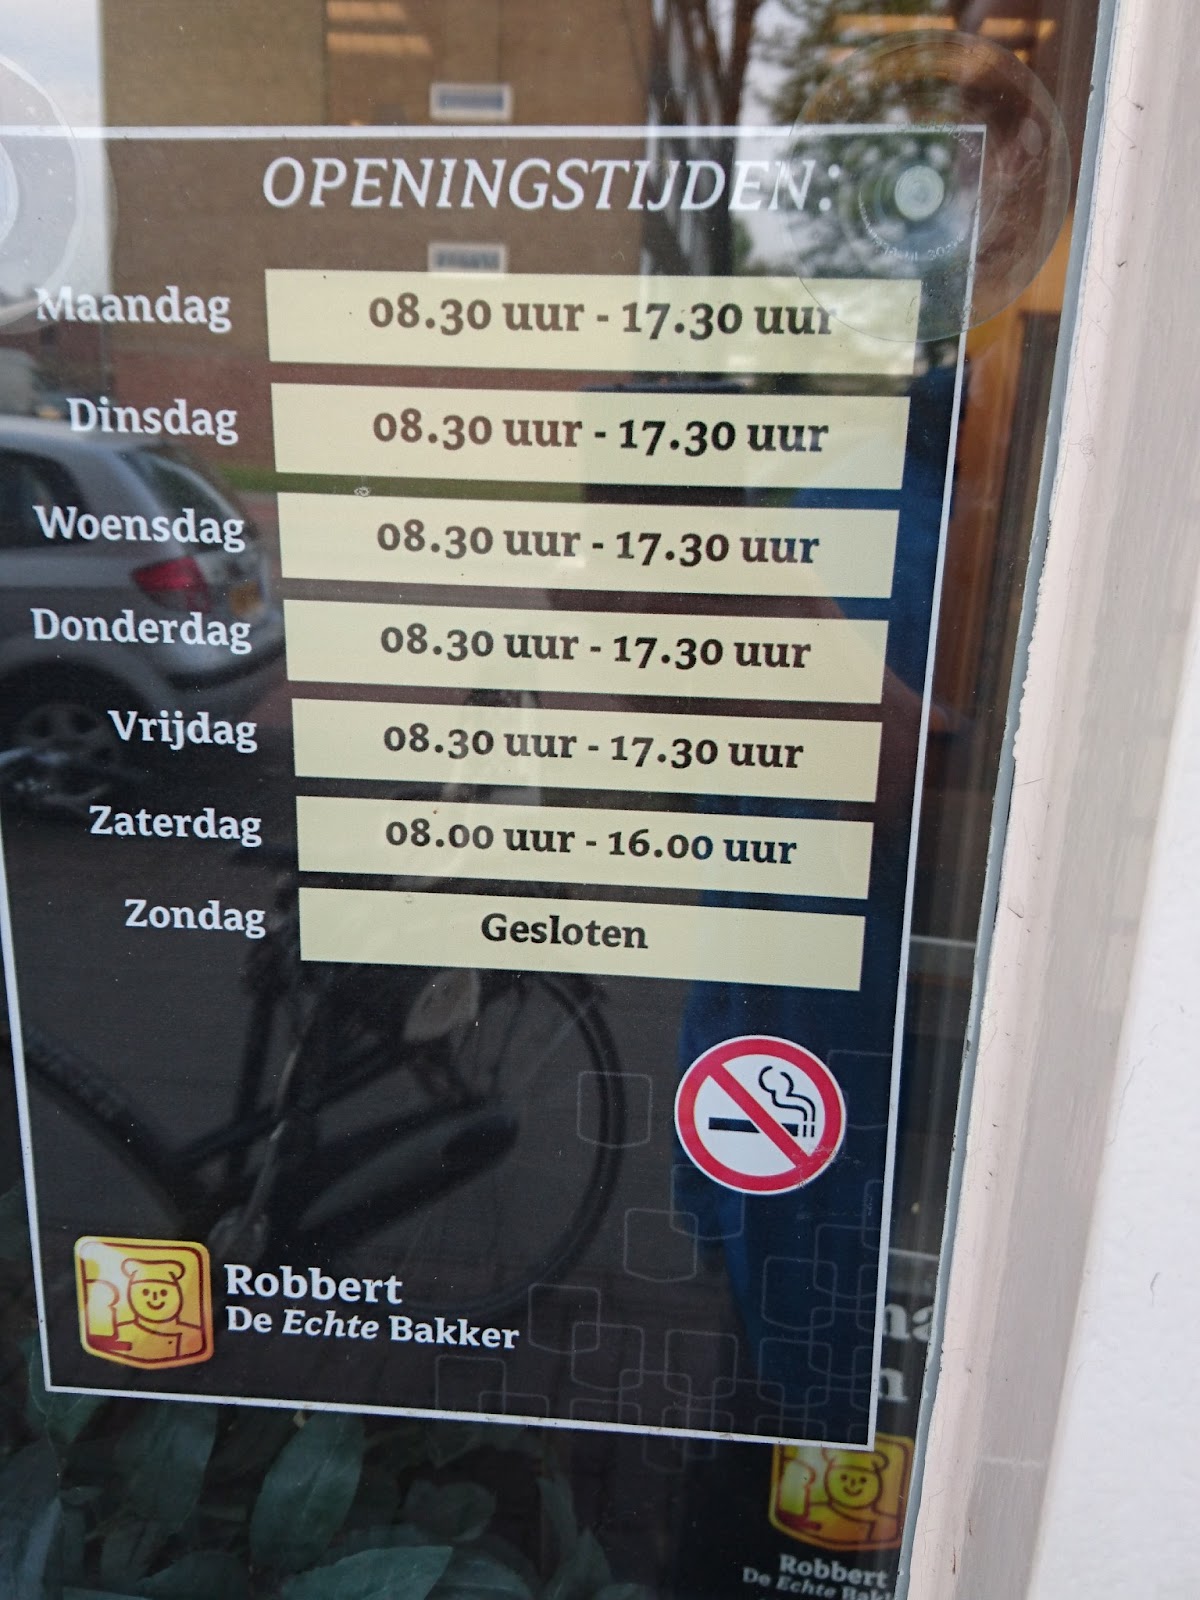 OPENINGSTIJDEN:
Maandag 08.30 uur - 17.30 uur
Dinsdag 08.30 uur - 17.30 uur
Woensdag 08.30 uur - 17.30 uur
Donderdag 08.30 uur - 17.30 uur
Vrijdag 08.30 uur - 17.30 uur
Zaterdag 08.00 uur - 16.00 uur
Zondag Gesloten
Robbert
De Echte Bakker
Robbert
De Echte